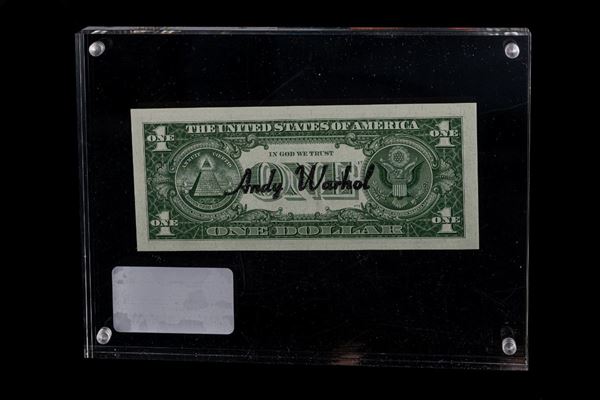 THE UNITED STATES OF AMERICA
1 ONE
1 ONE
IN GOD WE TRUST
ONE
Andy Warhol
1 ONE
1 ONE
ONE DOLLAR